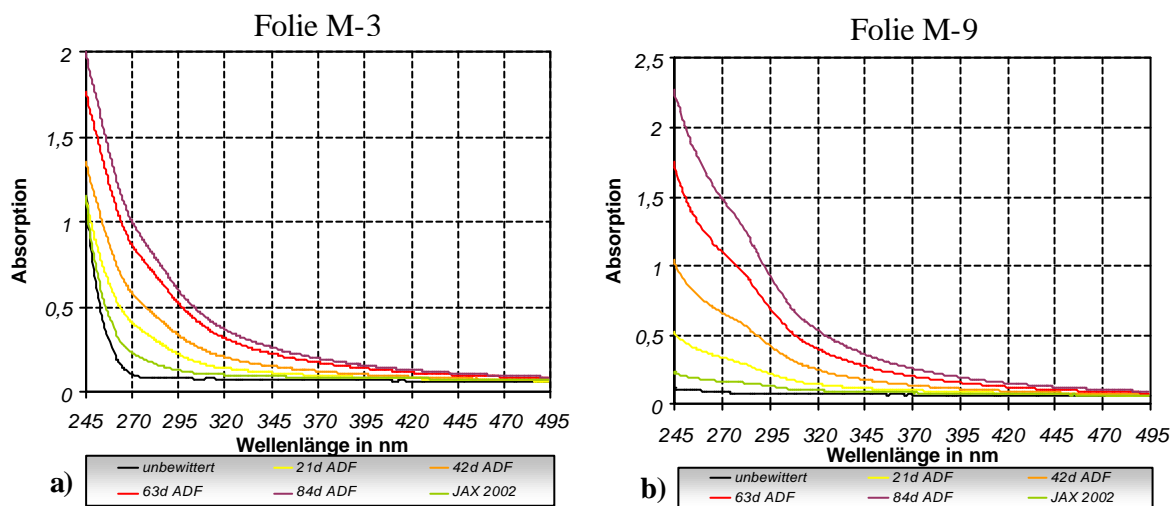 Folie M-3
2
1,5
1
0,5
0
Absorption
245 270 295 320 345 370 395 420 445 470 495
Wellenlänge in nm
unbewittert 21d ADF 42d ADF
63d ADF 84d ADF JAX 2002
a)
Folie M-9
2,5
2
1,5
1
0,5
0
Absorption
245 270 295 320 345 370 395 420 445 470 495
Wellenlänge in nm
unbewittert 21d ADF 42d ADF
63d ADF 84d ADF JAX 2002
b)